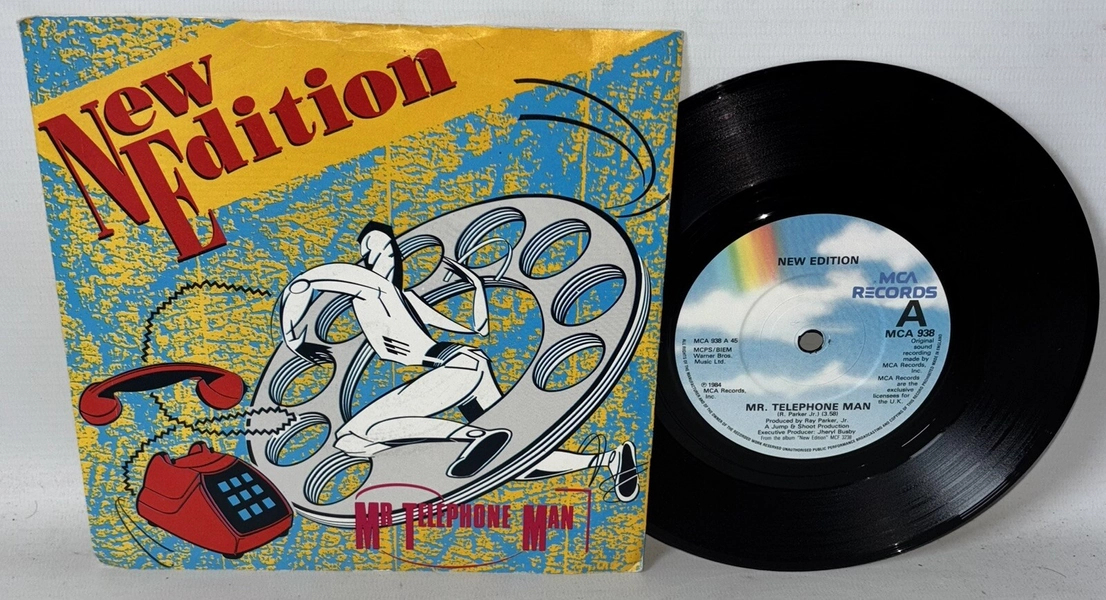 New
Edition
MR TELEPHONE MAN
NEW EDITION
MCA
RECORDS
A
MCA 938
MCA 938 A 45
MCPS/BIEM
Warner Bros.
Music Ltd.
Original
sound
recording
made by
MCA Records,
Inc.
MCA Records
are the
exclusive
licensees for
the U.K.
℗ 1984
MCA Records,
Inc.
MR. TELEPHONE MAN
(R. Parker Jr.) (3.58)
Produced by Ray Parker, Jr.
A Jump & Shoot Production
Executive Producer: Jheryl Busby
From the album "New Edition" MCF 3238